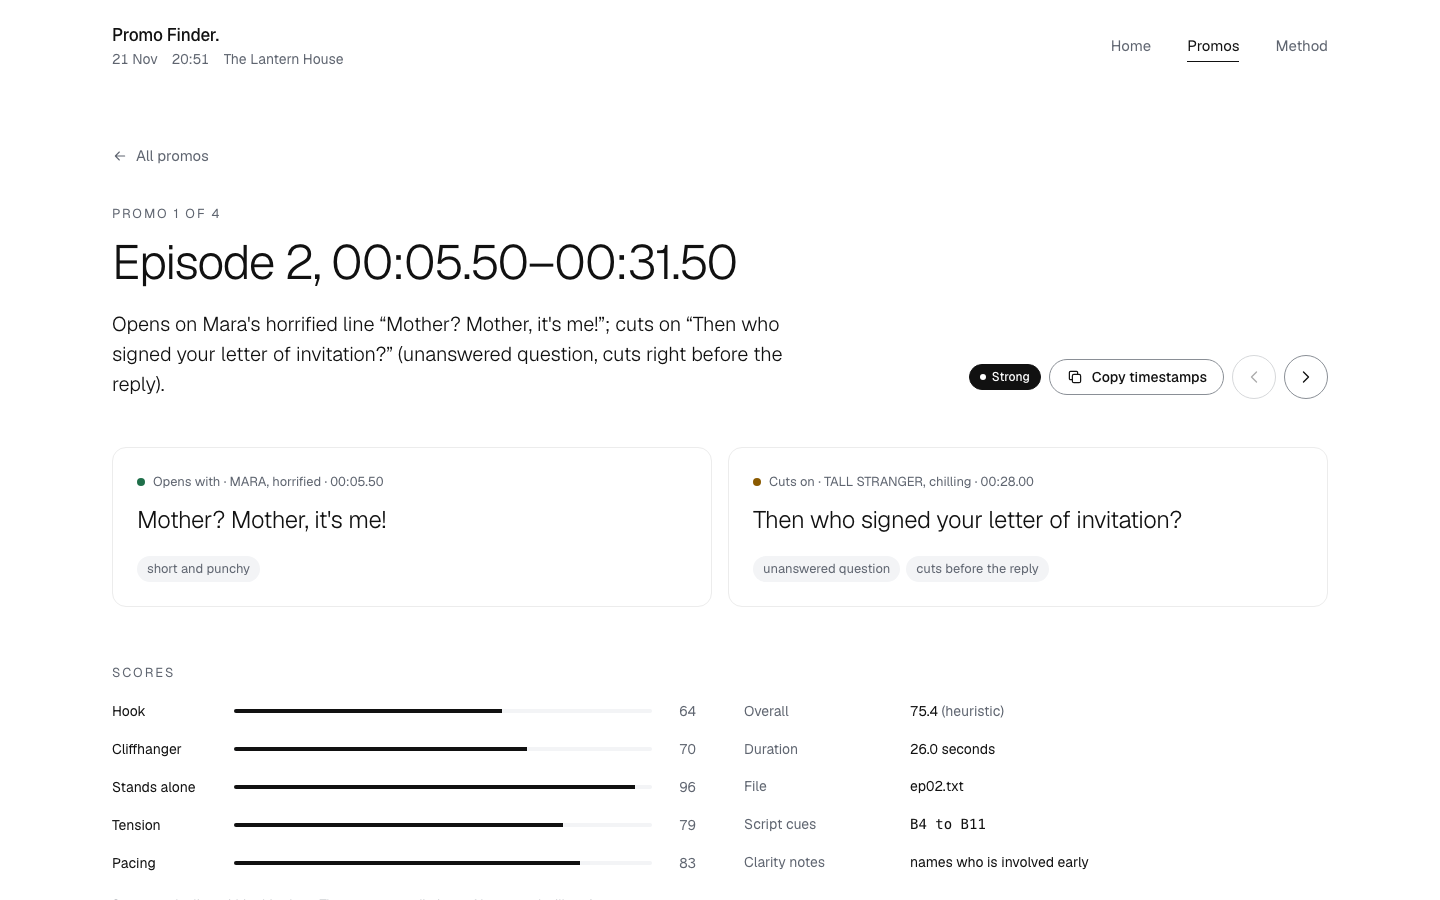 Promo Finder.
21 Nov 20:51 The Lantern House
Home Promos Method
All promos
PROMO 1 OF 4
Episode 2, 00:05.50–00:31.50
Opens on Mara's horrified line “Mother? Mother, it's me!”; cuts on “Then who
signed your letter of invitation?” (unanswered question, cuts right before the
reply).
Strong
Copy timestamps
Opens with · MARA, horrified · 00:05.50
Mother? Mother, it's me!
short and punchy
Cuts on · TALL STRANGER, chilling · 00:28.00
Then who signed your letter of invitation?
unanswered question cuts before the reply
SCORES
Hook 64
Cliffhanger 70
Stands alone 96
Tension 79
Pacing 83
Overall 75.4 (heuristic)
Duration 26.0 seconds
File ep02.txt
Script cues B4 to B11
Clarity notes names who is involved early